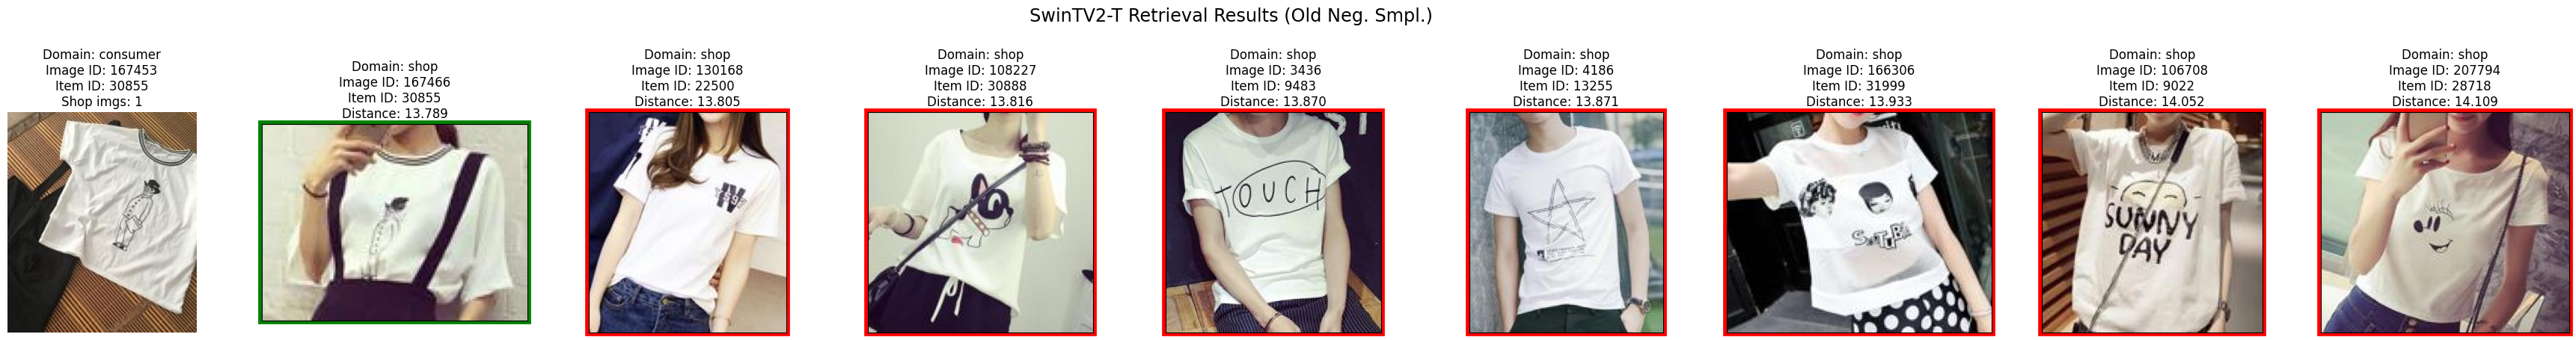 SwinTV2-T Retrieval Results (Old Neg. Smpl.)
Domain: consumer
Image ID: 167453
Item ID: 30855
Shop imgs: 1
Domain: shop
Image ID: 167466
Item ID: 30855
Distance: 13.789
Domain: shop
Image ID: 130168
Item ID: 22500
Distance: 13.805
Domain: shop
Image ID: 108227
Item ID: 30888
Distance: 13.816
Domain: shop
Image ID: 3436
Item ID: 9483
Distance: 13.870
Domain: shop
Image ID: 4186
Item ID: 13255
Distance: 13.871
Domain: shop
Image ID: 166306
Item ID: 31999
Distance: 13.933
Domain: shop
Image ID: 106708
Item ID: 9022
Distance: 14.052
Domain: shop
Image ID: 207794
Item ID: 28718
Distance: 14.109
TOUCH
SUNNY
DAY